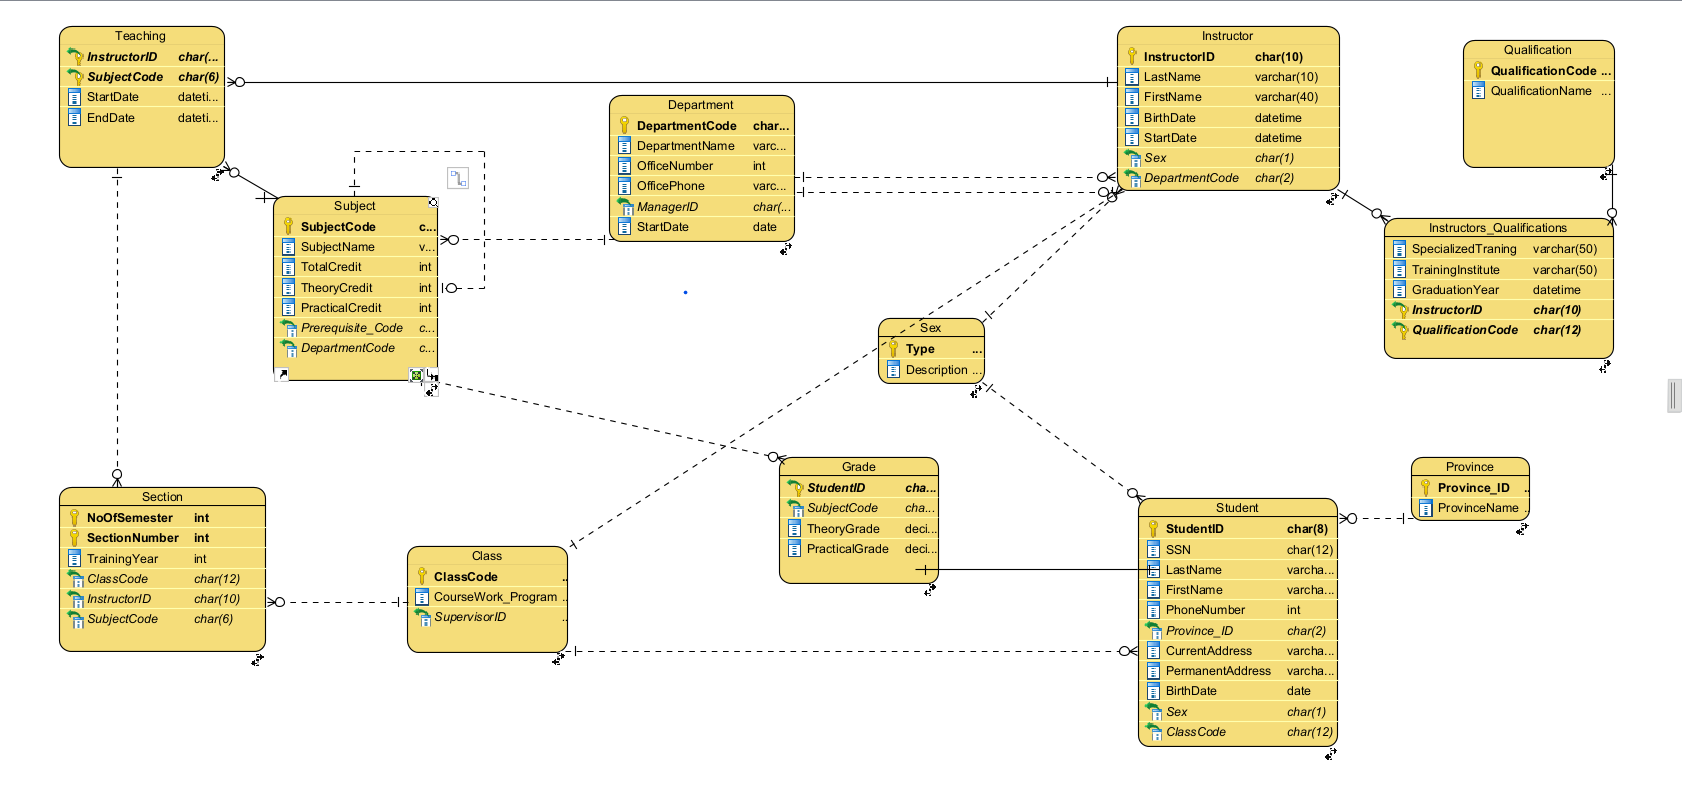 Teaching
InstructorID char(...
SubjectCode char(6)
StartDate dateti...
EndDate dateti...
Department
DepartmentCode char...
DepartmentName varc...
OfficeNumber int
OfficePhone varc...
ManagerID char(...
StartDate date
Instructor
InstructorID char(10)
LastName varchar(10)
FirstName varchar(40)
BirthDate datetime
StartDate datetime
Sex char(1)
DepartmentCode char(2)
Qualification
QualificationCode ...
QualificationName ...
Subject
SubjectCode c...
SubjectName v...
TotalCredit int
TheoryCredit int
PracticalCredit int
Prerequisite_Code c...
DepartmentCode c...
Instructors_Qualifications
SpecializedTraning varchar(50)
TrainingInstitute varchar(50)
GraduationYear datetime
InstructorID char(10)
QualificationCode char(12)
Sex
Type ...
Description ...
Section
NoOfSemester int
SectionNumber int
TrainingYear int
ClassCode char(12)
InstructorID char(10)
SubjectCode char(6)
Class
ClassCode ..
CourseWork_Program ..
SupervisorID ..
Grade
StudentID cha...
SubjectCode cha...
TheoryGrade deci...
PracticalGrade deci...
Student
StudentID char(8)
SSN char(12)
LastName varcha...
FirstName varcha...
PhoneNumber int
Province_ID char(2)
CurrentAddress varcha...
PermanentAddress varcha...
BirthDate date
Sex char(1)
ClassCode char(12)
Province
Province_ID ..
ProvinceName ..